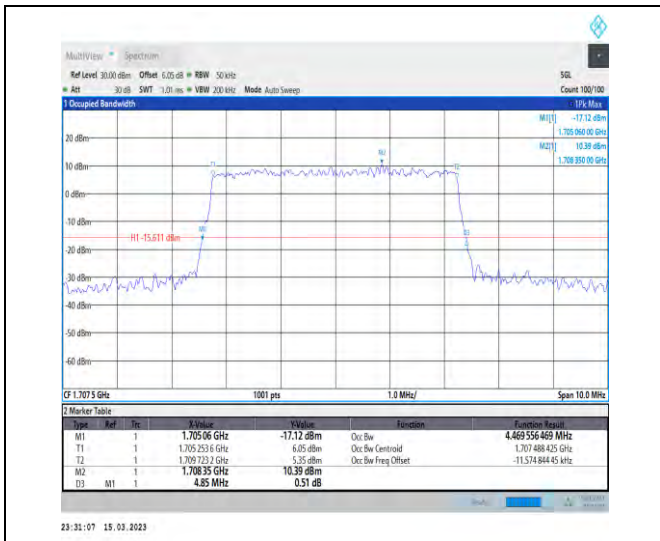 MultiView Spectrum
Ref Level 30.00 dBm Offset 6.05 dB RBW 50 kHz SGL
Att 30 dB SWT 1.01 ms VBW 200 kHz Mode Auto Sweep Count 100/100
1 Occupied Bandwidth 1Pk Max
M1[1] -17.12 dBm
1.705 060 00 GHz
M2[1] 10.39 dBm
1.708 350 00 GHz
20 dBm
M2
T1 T2
10 dBm
0 dBm
-10 dBm
M1 D3
H1 -15.611 dBm
-20 dBm
-30 dBm
-40 dBm
-50 dBm
-60 dBm
CF 1.707 5 GHz 1001 pts 1.0 MHz/ Span 10.0 MHz
2 Marker Table
Type Ref Trc X-Value Y-Value Function Function Result
M1 1 1.705 06 GHz -17.12 dBm Occ Bw 4.469 556 469 MHz
T1 1 1.705 253 6 GHz 6.05 dBm Occ Bw Centroid 1.707 488 425 GHz
T2 1 1.709 723 2 GHz 5.35 dBm Occ Bw Freq Offset -11.574 844 45 kHz
M2 1 1.708 35 GHz 10.39 dBm
D3 M1 1 4.85 MHz 0.51 dB
23:31:07 15.03.2023